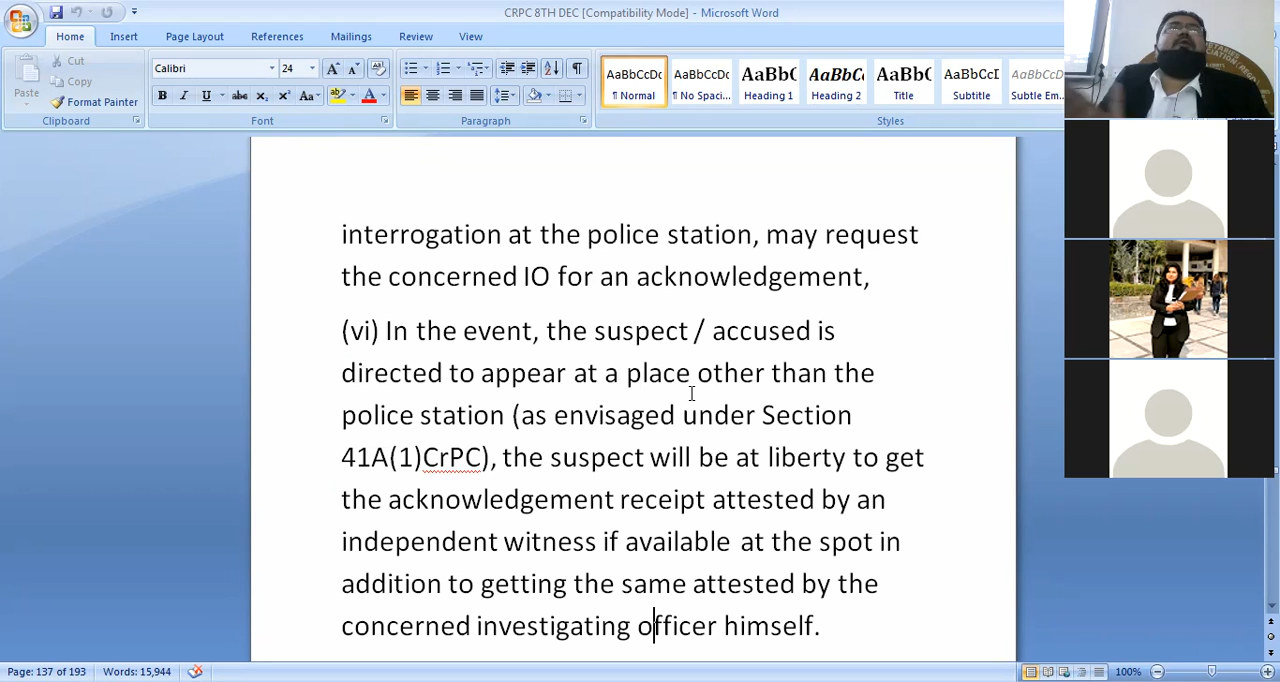 CRPC 8TH DEC [Compatibility Mode] - Microsoft Word
Home Insert Page Layout References Mailings Review View
Paste
Cut
Copy
Format Painter
Clipboard
Calibri 24
Font
Paragraph
AaBbCcDc AaBbCcDc AaBbC AaBbCc AaBbC AaBbCcI AaBbCcDc
¶ Normal ¶ No Spaci... Heading 1 Heading 2 Title Subtitle Subtle Em...
Styles
interrogation at the police station, may request
the concerned IO for an acknowledgement,
(vi) In the event, the suspect / accused is
directed to appear at a place other than the
police station (as envisaged under Section
41A(1)CrPC), the suspect will be at liberty to get
the acknowledgement receipt attested by an
independent witness if available at the spot in
addition to getting the same attested by the
concerned investigating officer himself.
Page: 137 of 193 Words: 15,944 100%